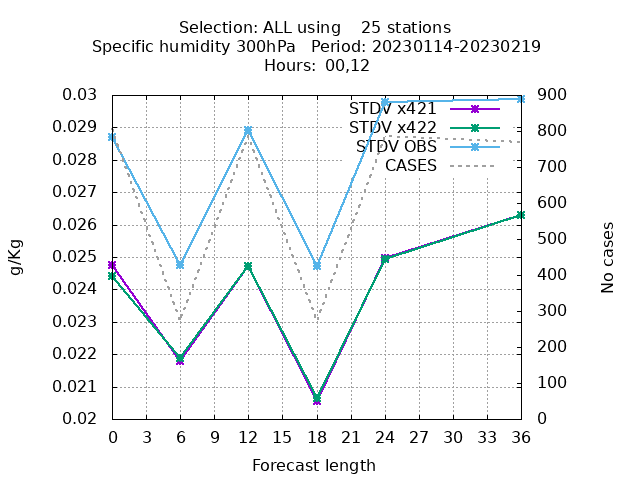 Selection: ALL using    25 stations
Specific humidity 300hPa   Period: 20230114-20230219
Hours: 00,12
0.03
0.029
0.028
0.027
0.026
0.025
0.024
0.023
0.022
0.021
0.02
g/Kg
STDV x421
STDV x422
STDV OBS
CASES
900
800
700
600
500
400
300
200
100
0
No cases
0 3 6 9 12 15 18 21 24 27 30 33 36
Forecast length